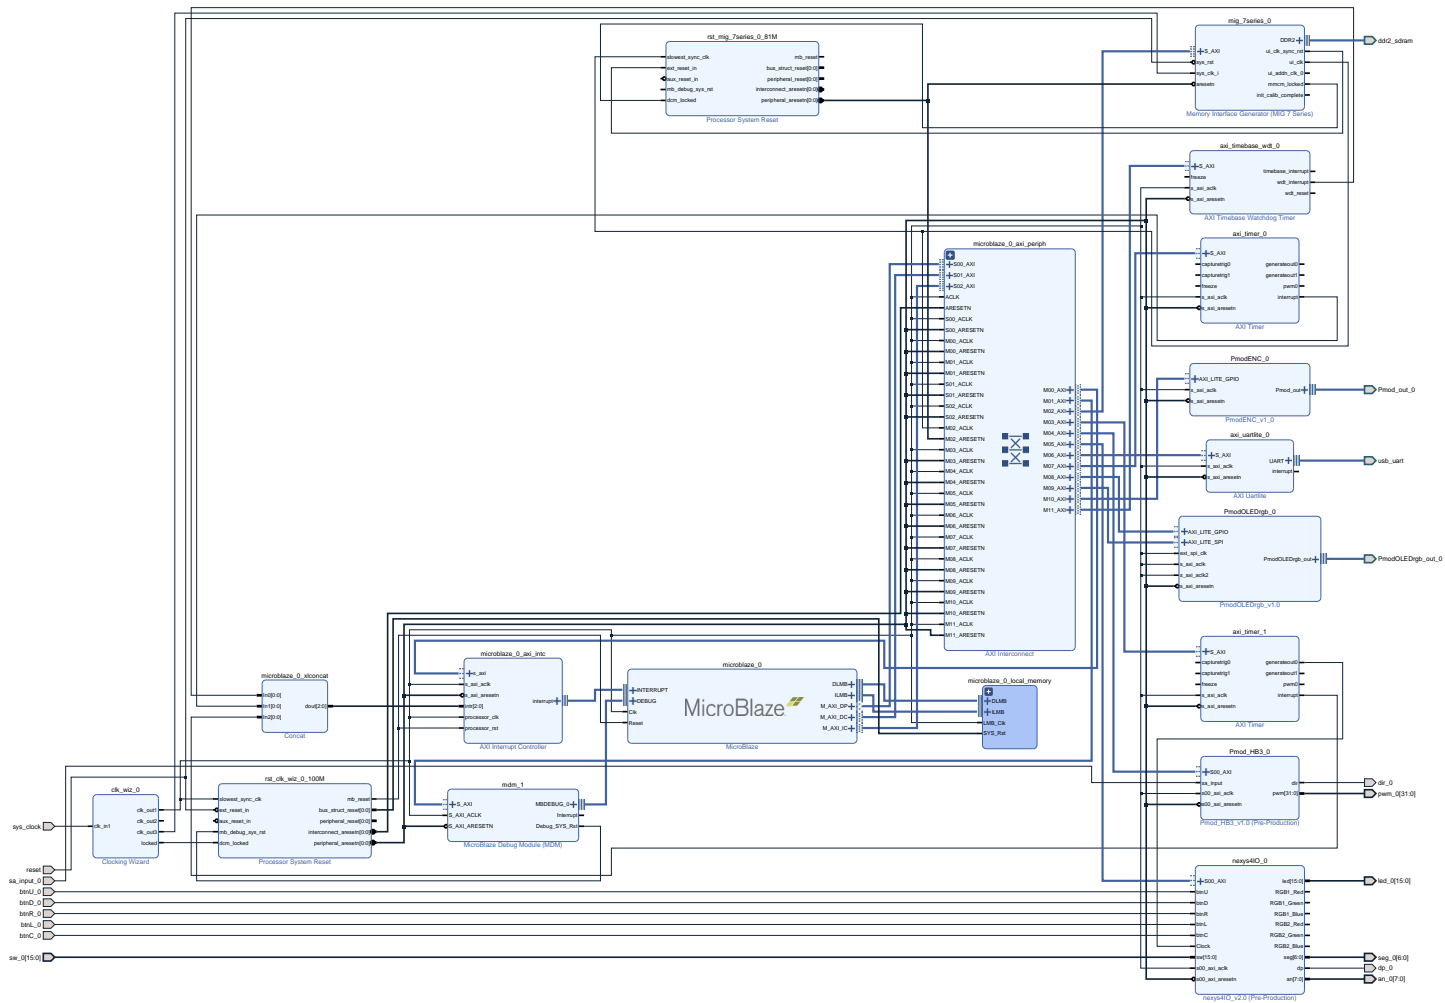 mig_7series_0
DDR2
S_AXI
ui_clk_sync_rst
sys_rst
ui_clk
sys_clk_i
ui_addn_clk_0
aresetn
mmcm_locked
init_calib_complete
Memory Interface Generator (MIG 7 Series)
ddr2_sdram
rst_mig_7series_0_81M
slowest_sync_clk
mb_reset
ext_reset_in
bus_struct_reset[0:0]
aux_reset_in
peripheral_reset[0:0]
mb_debug_sys_rst
interconnect_aresetn[0:0]
dcm_locked
peripheral_aresetn[0:0]
Processor System Reset
axi_timebase_wdt_0
S_AXI
timebase_interrupt
freeze
wdt_interrupt
s_axi_aclk
wdt_reset
s_axi_aresetn
AXI Timebase Watchdog Timer
axi_timer_0
S_AXI
capturetrig0
generateout0
capturetrig1
generateout1
freeze
pwm0
s_axi_aclk
interrupt
s_axi_aresetn
AXI Timer
microblaze_0_axi_periph
S00_AXI
S01_AXI
S02_AXI
ACLK
ARESETN
S00_ACLK
S00_ARESETN
M00_ACLK
M00_ARESETN
M01_ACLK
M01_ARESETN
S01_ACLK
S01_ARESETN
S02_ACLK
S02_ARESETN
M02_ACLK
M02_ARESETN
M03_ACLK
M03_ARESETN
M04_ACLK
M04_ARESETN
M05_ACLK
M05_ARESETN
M06_ACLK
M06_ARESETN
M07_ACLK
M07_ARESETN
M08_ACLK
M08_ARESETN
M09_ACLK
M09_ARESETN
M10_ACLK
M10_ARESETN
M11_ACLK
M11_ARESETN
M00_AXI
M01_AXI
M02_AXI
M03_AXI
M04_AXI
M05_AXI
M06_AXI
M07_AXI
M08_AXI
M09_AXI
M10_AXI
M11_AXI
AXI Interconnect
PmodENC_0
AXI_LITE_GPIO
s_axi_aclk
Pmod_out
s_axi_aresetn
PmodENC_v1_0
Pmod_out_0
axi_uartlite_0
S_AXI
UART
s_axi_aclk
interrupt
s_axi_aresetn
AXI Uartlite
usb_uart
PmodOLEDrgb_0
AXI_LITE_GPIO
AXI_LITE_SPI
ext_spi_clk
PmodOLEDrgb_out
s_axi_aclk
s_axi_aclk2
s_axi_aresetn
PmodOLEDrgb_v1.0
PmodOLEDrgb_out_0
axi_timer_1
S_AXI
capturetrig0
generateout0
capturetrig1
generateout1
freeze
pwm0
s_axi_aclk
interrupt
s_axi_aresetn
AXI Timer
microblaze_0_axi_intc
s_axi
s_axi_aclk
s_axi_aresetn
interrupt
intr[2:0]
processor_clk
processor_rst
AXI Interrupt Controller
microblaze_0
INTERRUPT
DEBUG
Clk
Reset
MicroBlaze
DLMB
ILMB
M_AXI_DP
M_AXI_DC
M_AXI_IC
MicroBlaze
microblaze_0_local_memory
DLMB
ILMB
LMB_Clk
SYS_Rst
microblaze_0_xlconcat
In0[0:0]
In1[0:0]
dout[2:0]
In2[0:0]
Concat
Pmod_HB3_0
S00_AXI
sa_input
dir
s00_axi_aclk
pwm[31:0]
s00_axi_aresetn
Pmod_HB3_v1.0 (Pre-Production)
dir_0
pwm_0[31:0]
clk_wiz_0
clk_out1
clk_out2
clk_in1
clk_out3
locked
Clocking Wizard
sys_clock
rst_clk_wiz_0_100M
slowest_sync_clk
mb_reset
ext_reset_in
bus_struct_reset[0:0]
aux_reset_in
peripheral_reset[0:0]
mb_debug_sys_rst
interconnect_aresetn[0:0]
dcm_locked
peripheral_aresetn[0:0]
Processor System Reset
mdm_1
S_AXI
MBDEBUG_0
S_AXI_ACLK
Interrupt
S_AXI_ARESETN
Debug_SYS_Rst
MicroBlaze Debug Module (MDM)
reset
sa_input_0
btnU_0
btnD_0
btnR_0
btnL_0
btnC_0
sw_0[15:0]
nexys4IO_0
S00_AXI
led[15:0]
btnU
RGB1_Red
btnD
RGB1_Green
btnR
RGB1_Blue
btnL
RGB2_Red
btnC
RGB2_Green
Clock
RGB2_Blue
sw[15:0]
seg[6:0]
s00_axi_aclk
dp
s00_axi_aresetn
an[7:0]
nexys4IO_v2.0 (Pre-Production)
led_0[15:0]
seg_0[6:0]
dp_0
an_0[7:0]